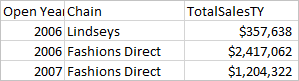 Open Year Chain TotalSalesTY
2006 Lindseys $357,638
2006 Fashions Direct $2,417,062
2007 Fashions Direct $1,204,322